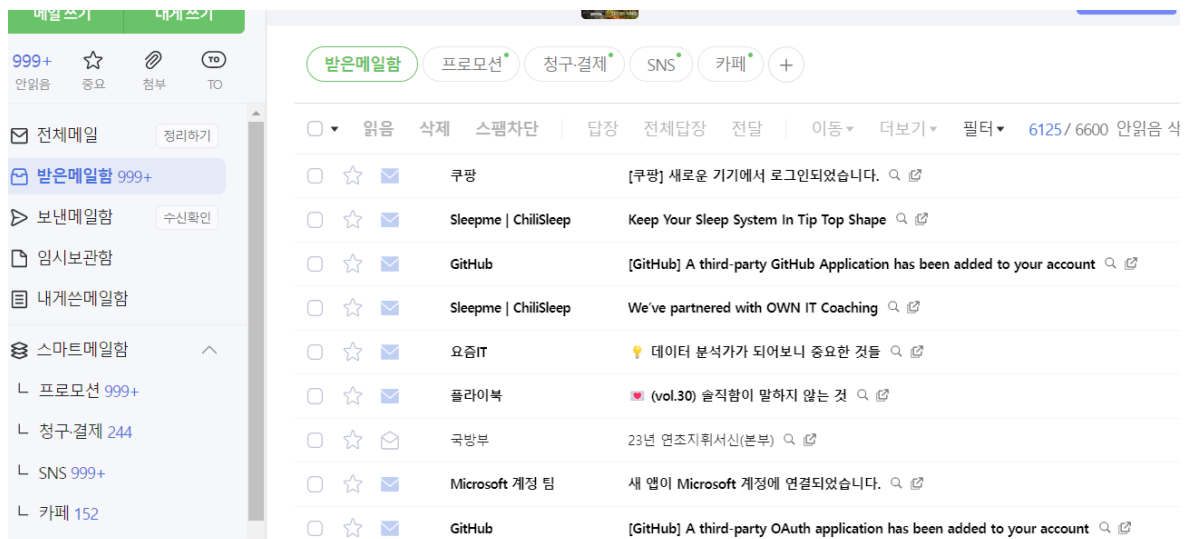 메일쓰기 내게쓰기
999+ 안읽음
중요
첨부
TO TO
전체메일 정리하기
받은메일함 999+
보낸메일함 수신확인
임시보관함
내게쓴메일함
스마트메일함
프로모션 999+
청구·결제 244
SNS 999+
카페 152
받은메일함 프로모션 청구·결제 SNS 카페 +
읽음 삭제 스팸차단 답장 전체답장 전달 이동 더보기 필터 6125 / 6600 안읽음 삭
쿠팡 [쿠팡] 새로운 기기에서 로그인되었습니다.
Sleepme | ChiliSleep Keep Your Sleep System In Tip Top Shape
GitHub [GitHub] A third-party GitHub Application has been added to your account
Sleepme | ChiliSleep We've partnered with OWN IT Coaching
요즘IT 💡 데이터 분석가가 되어보니 중요한 것들
플라이북 💌 (vol.30) 솔직함이 말하지 않는 것
국방부 23년 연초지휘서신(본부)
Microsoft 계정 팀 새 앱이 Microsoft 계정에 연결되었습니다.
GitHub [GitHub] A third-party OAuth application has been added to your account